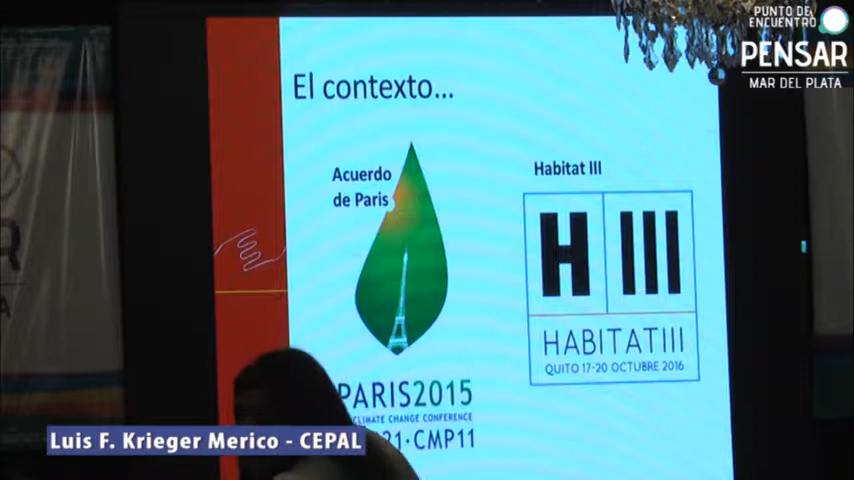 PUNTO DE
ENCUENTRO
PENSAR
MAR DEL PLATA
El contexto...
Acuerdo
de Paris
Habitat III
H III
HABITATIII
QUITO 17-20 OCTUBRE 2016
PARIS2015
CLIMATE CHANGE CONFERENCE
21·CMP11
Luis F. Krieger Merico - CEPAL